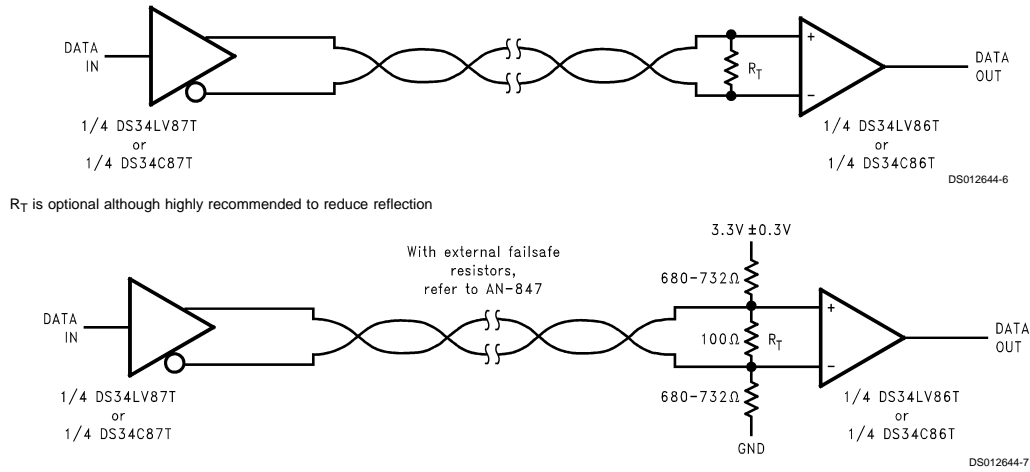 DATA
IN
+
R_T
−
DATA
OUT
1/4 DS34LV87T
or
1/4 DS34C87T
1/4 DS34LV86T
or
1/4 DS34C86T
DS012644-6
R_T is optional although highly recommended to reduce reflection
With external failsafe
resistors,
refer to AN-847
3.3V ±0.3V
680-732Ω
DATA
IN
+
100Ω R_T
−
DATA
OUT
680-732Ω
GND
1/4 DS34LV87T
or
1/4 DS34C87T
1/4 DS34LV86T
or
1/4 DS34C86T
DS012644-7